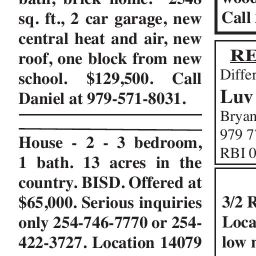 bath, brick home. 2548
sq. ft., 2 car garage, new
central heat and air, new
roof, one block from new
school. $129,500. Call
Daniel at 979-571-8031.
House - 2 - 3 bedroom,
1 bath. 13 acres in the
country. BISD. Offered at
$65,000. Serious inquiries
only 254-746-7770 or 254-
422-3727. Location 14079
Call
RE
Differ
Luv
Bryan
979 7
RBI 0
3/2 R
Loca
low